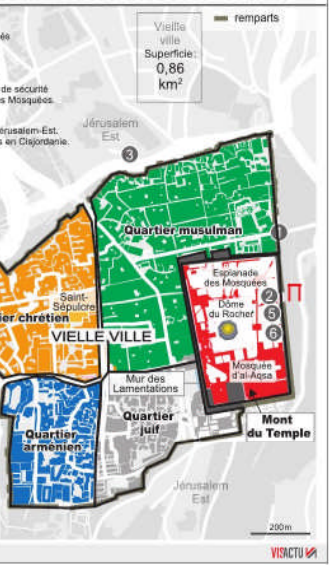 remparts
Vieille
ville
Superficie:
0,86
km²
de sécurité
s Mosquées.
érusalem-Est.
s en Cisjordanie.
Jérusalem
Est
3
Quartier musulman
1
Esplanade
des Mosquées
2
Dôme
du Rocher
5
6
Saint-
Sépulcre
ier chrétien
VIELLE VILLE
Mur des
Lamentations
Mosquée
d'al-Aqsa
Mont
du Temple
Quartier
juif
Quartier
arménien
Jérusalem
Est
200m
VISACTU